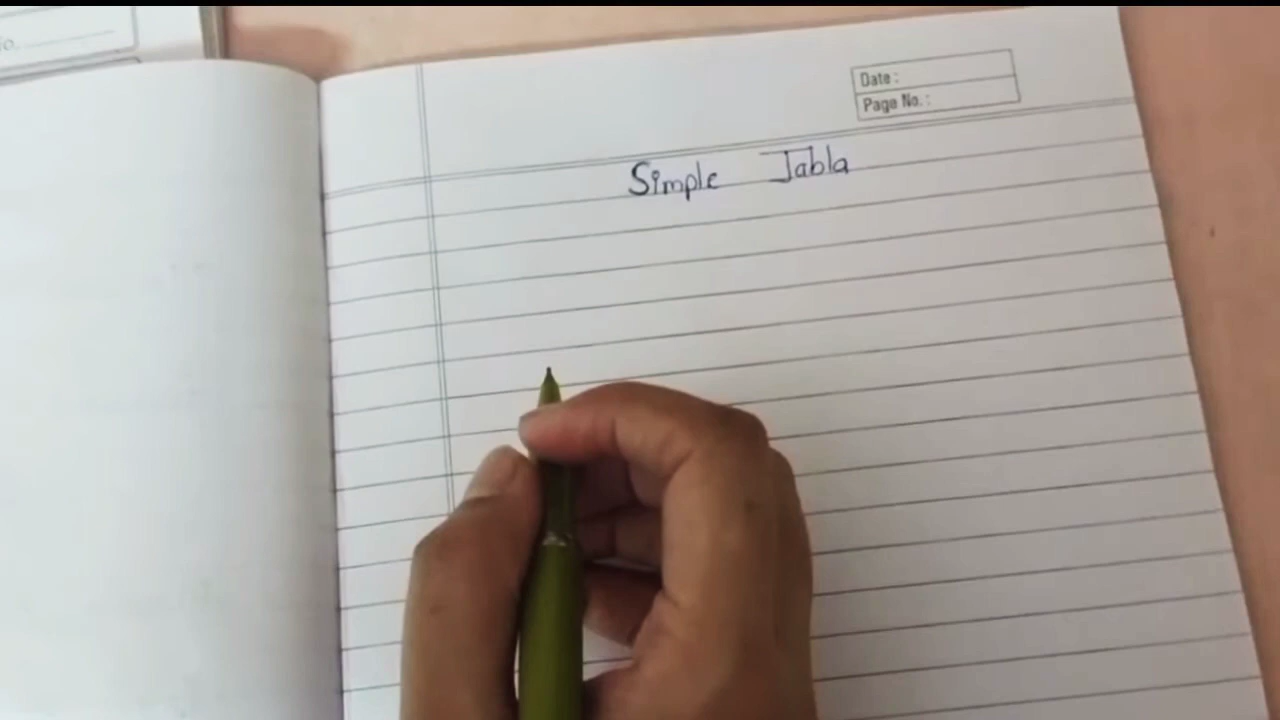 Date :
Page No. :
Simple Jabla